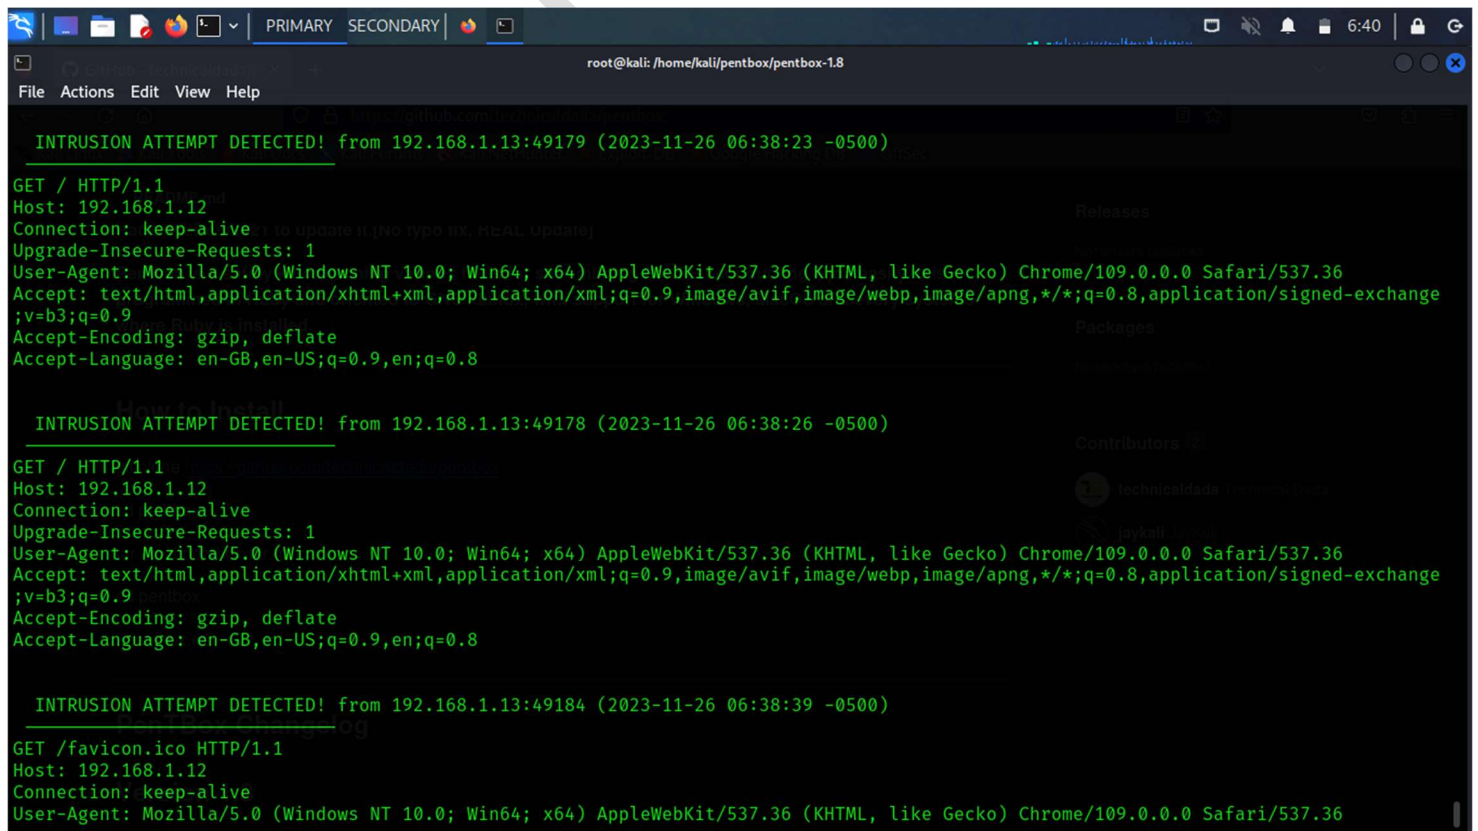 PRIMARY SECONDARY 6:40
root@kali: /home/kali/pentbox/pentbox-1.8
File Actions Edit View Help
INTRUSION ATTEMPT DETECTED! from 192.168.1.13:49179 (2023-11-26 06:38:23 -0500)
GET / HTTP/1.1
Host: 192.168.1.12
Connection: keep-alive
Upgrade-Insecure-Requests: 1
User-Agent: Mozilla/5.0 (Windows NT 10.0; Win64; x64) AppleWebKit/537.36 (KHTML, like Gecko) Chrome/109.0.0.0 Safari/537.36
Accept: text/html,application/xhtml+xml,application/xml;q=0.9,image/avif,image/webp,image/apng,*/*;q=0.8,application/signed-exchange
;v=b3;q=0.9
Accept-Encoding: gzip, deflate
Accept-Language: en-GB,en-US;q=0.9,en;q=0.8
INTRUSION ATTEMPT DETECTED! from 192.168.1.13:49178 (2023-11-26 06:38:26 -0500)
GET / HTTP/1.1
Host: 192.168.1.12
Connection: keep-alive
Upgrade-Insecure-Requests: 1
User-Agent: Mozilla/5.0 (Windows NT 10.0; Win64; x64) AppleWebKit/537.36 (KHTML, like Gecko) Chrome/109.0.0.0 Safari/537.36
Accept: text/html,application/xhtml+xml,application/xml;q=0.9,image/avif,image/webp,image/apng,*/*;q=0.8,application/signed-exchange
;v=b3;q=0.9
Accept-Encoding: gzip, deflate
Accept-Language: en-GB,en-US;q=0.9,en;q=0.8
INTRUSION ATTEMPT DETECTED! from 192.168.1.13:49184 (2023-11-26 06:38:39 -0500)
GET /favicon.ico HTTP/1.1
Host: 192.168.1.12
Connection: keep-alive
User-Agent: Mozilla/5.0 (Windows NT 10.0; Win64; x64) AppleWebKit/537.36 (KHTML, like Gecko) Chrome/109.0.0.0 Safari/537.36
Releases
Packages
How to Install
Contributors 2
technicaldada
jaykali
PenTBox Changelog